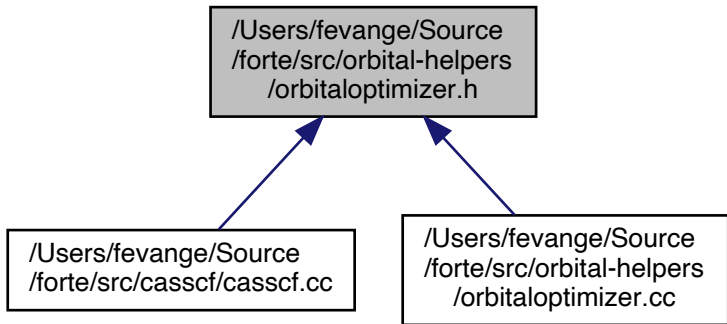 /Users/fevange/Source
/forte/src/orbital-helpers
/orbitaloptimizer.h
/Users/fevange/Source
/forte/src/casscf/casscf.cc
/Users/fevange/Source
/forte/src/orbital-helpers
/orbitaloptimizer.cc